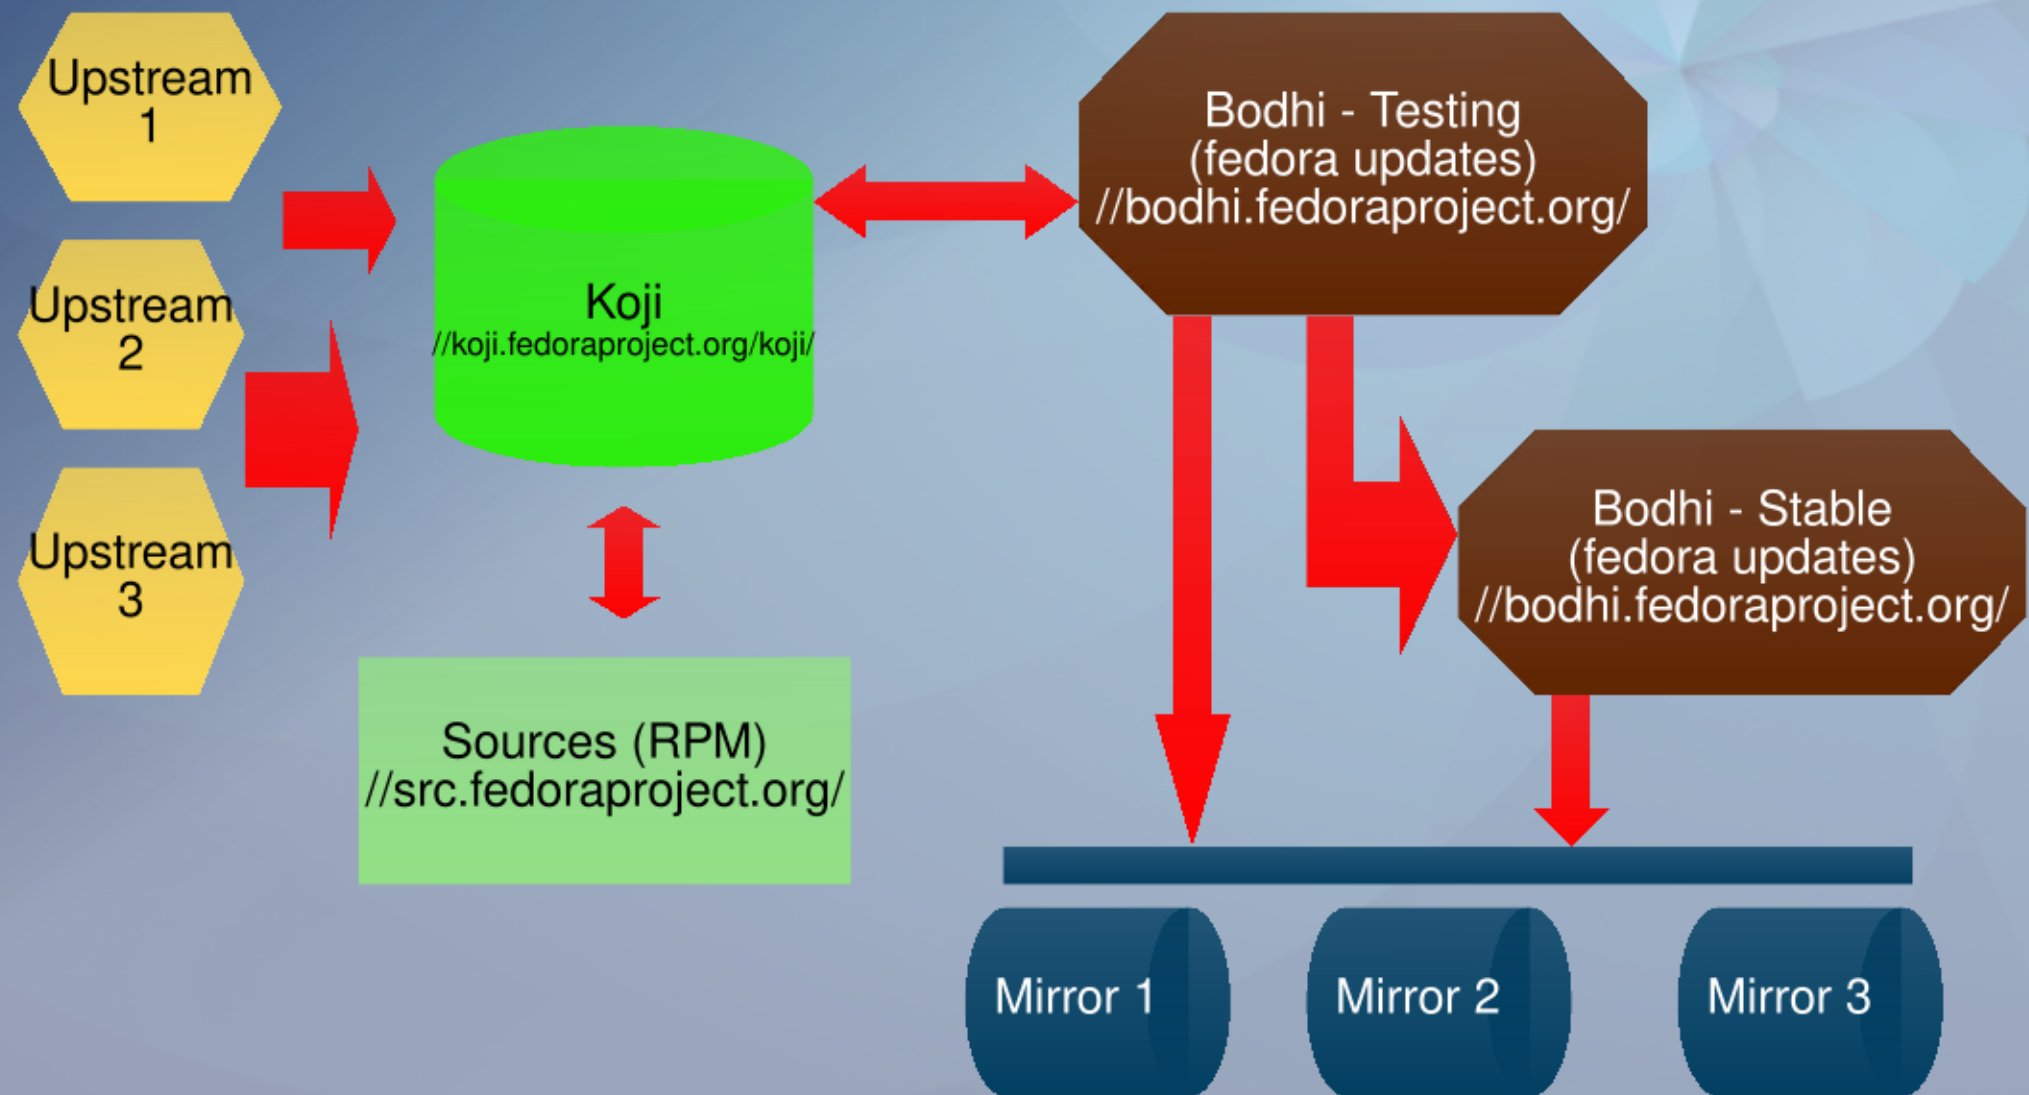 Upstream
1
Upstream
2
Upstream
3
Koji
//koji.fedoraproject.org/koji/
Sources (RPM)
//src.fedoraproject.org/
Bodhi - Testing
(fedora updates)
//bodhi.fedoraproject.org/
Bodhi - Stable
(fedora updates)
//bodhi.fedoraproject.org/
Mirror 1
Mirror 2
Mirror 3